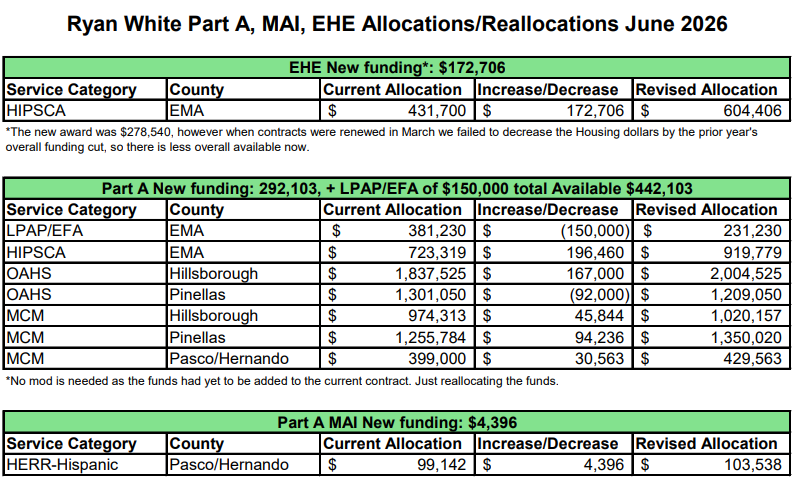 Ryan White Part A, MAI, EHE Allocations/Reallocations June 2026
EHE New funding*: $172,706
Service Category County Current Allocation Increase/Decrease Revised Allocation
HIPSCA EMA $ 431,700 $ 172,706 $ 604,406
*The new award was $278,540, however when contracts were renewed in March we failed to decrease the Housing dollars by the prior year's
overall funding cut, so there is less overall available now.
Part A New funding: 292,103, + LPAP/EFA of $150,000 total Available $442,103
Service Category County Current Allocation Increase/Decrease Revised Allocation
LPAP/EFA EMA $ 381,230 $ (150,000) $ 231,230
HIPSCA EMA $ 723,319 $ 196,460 $ 919,779
OAHS Hillsborough $ 1,837,525 $ 167,000 $ 2,004,525
OAHS Pinellas $ 1,301,050 $ (92,000) $ 1,209,050
MCM Hillsborough $ 974,313 $ 45,844 $ 1,020,157
MCM Pinellas $ 1,255,784 $ 94,236 $ 1,350,020
MCM Pasco/Hernando $ 399,000 $ 30,563 $ 429,563
*No mod is needed as the funds had yet to be added to the current contract. Just reallocating the funds.
Part A MAI New funding: $4,396
Service Category County Current Allocation Increase/Decrease Revised Allocation
HERR-Hispanic Pasco/Hernando $ 99,142 $ 4,396 $ 103,538